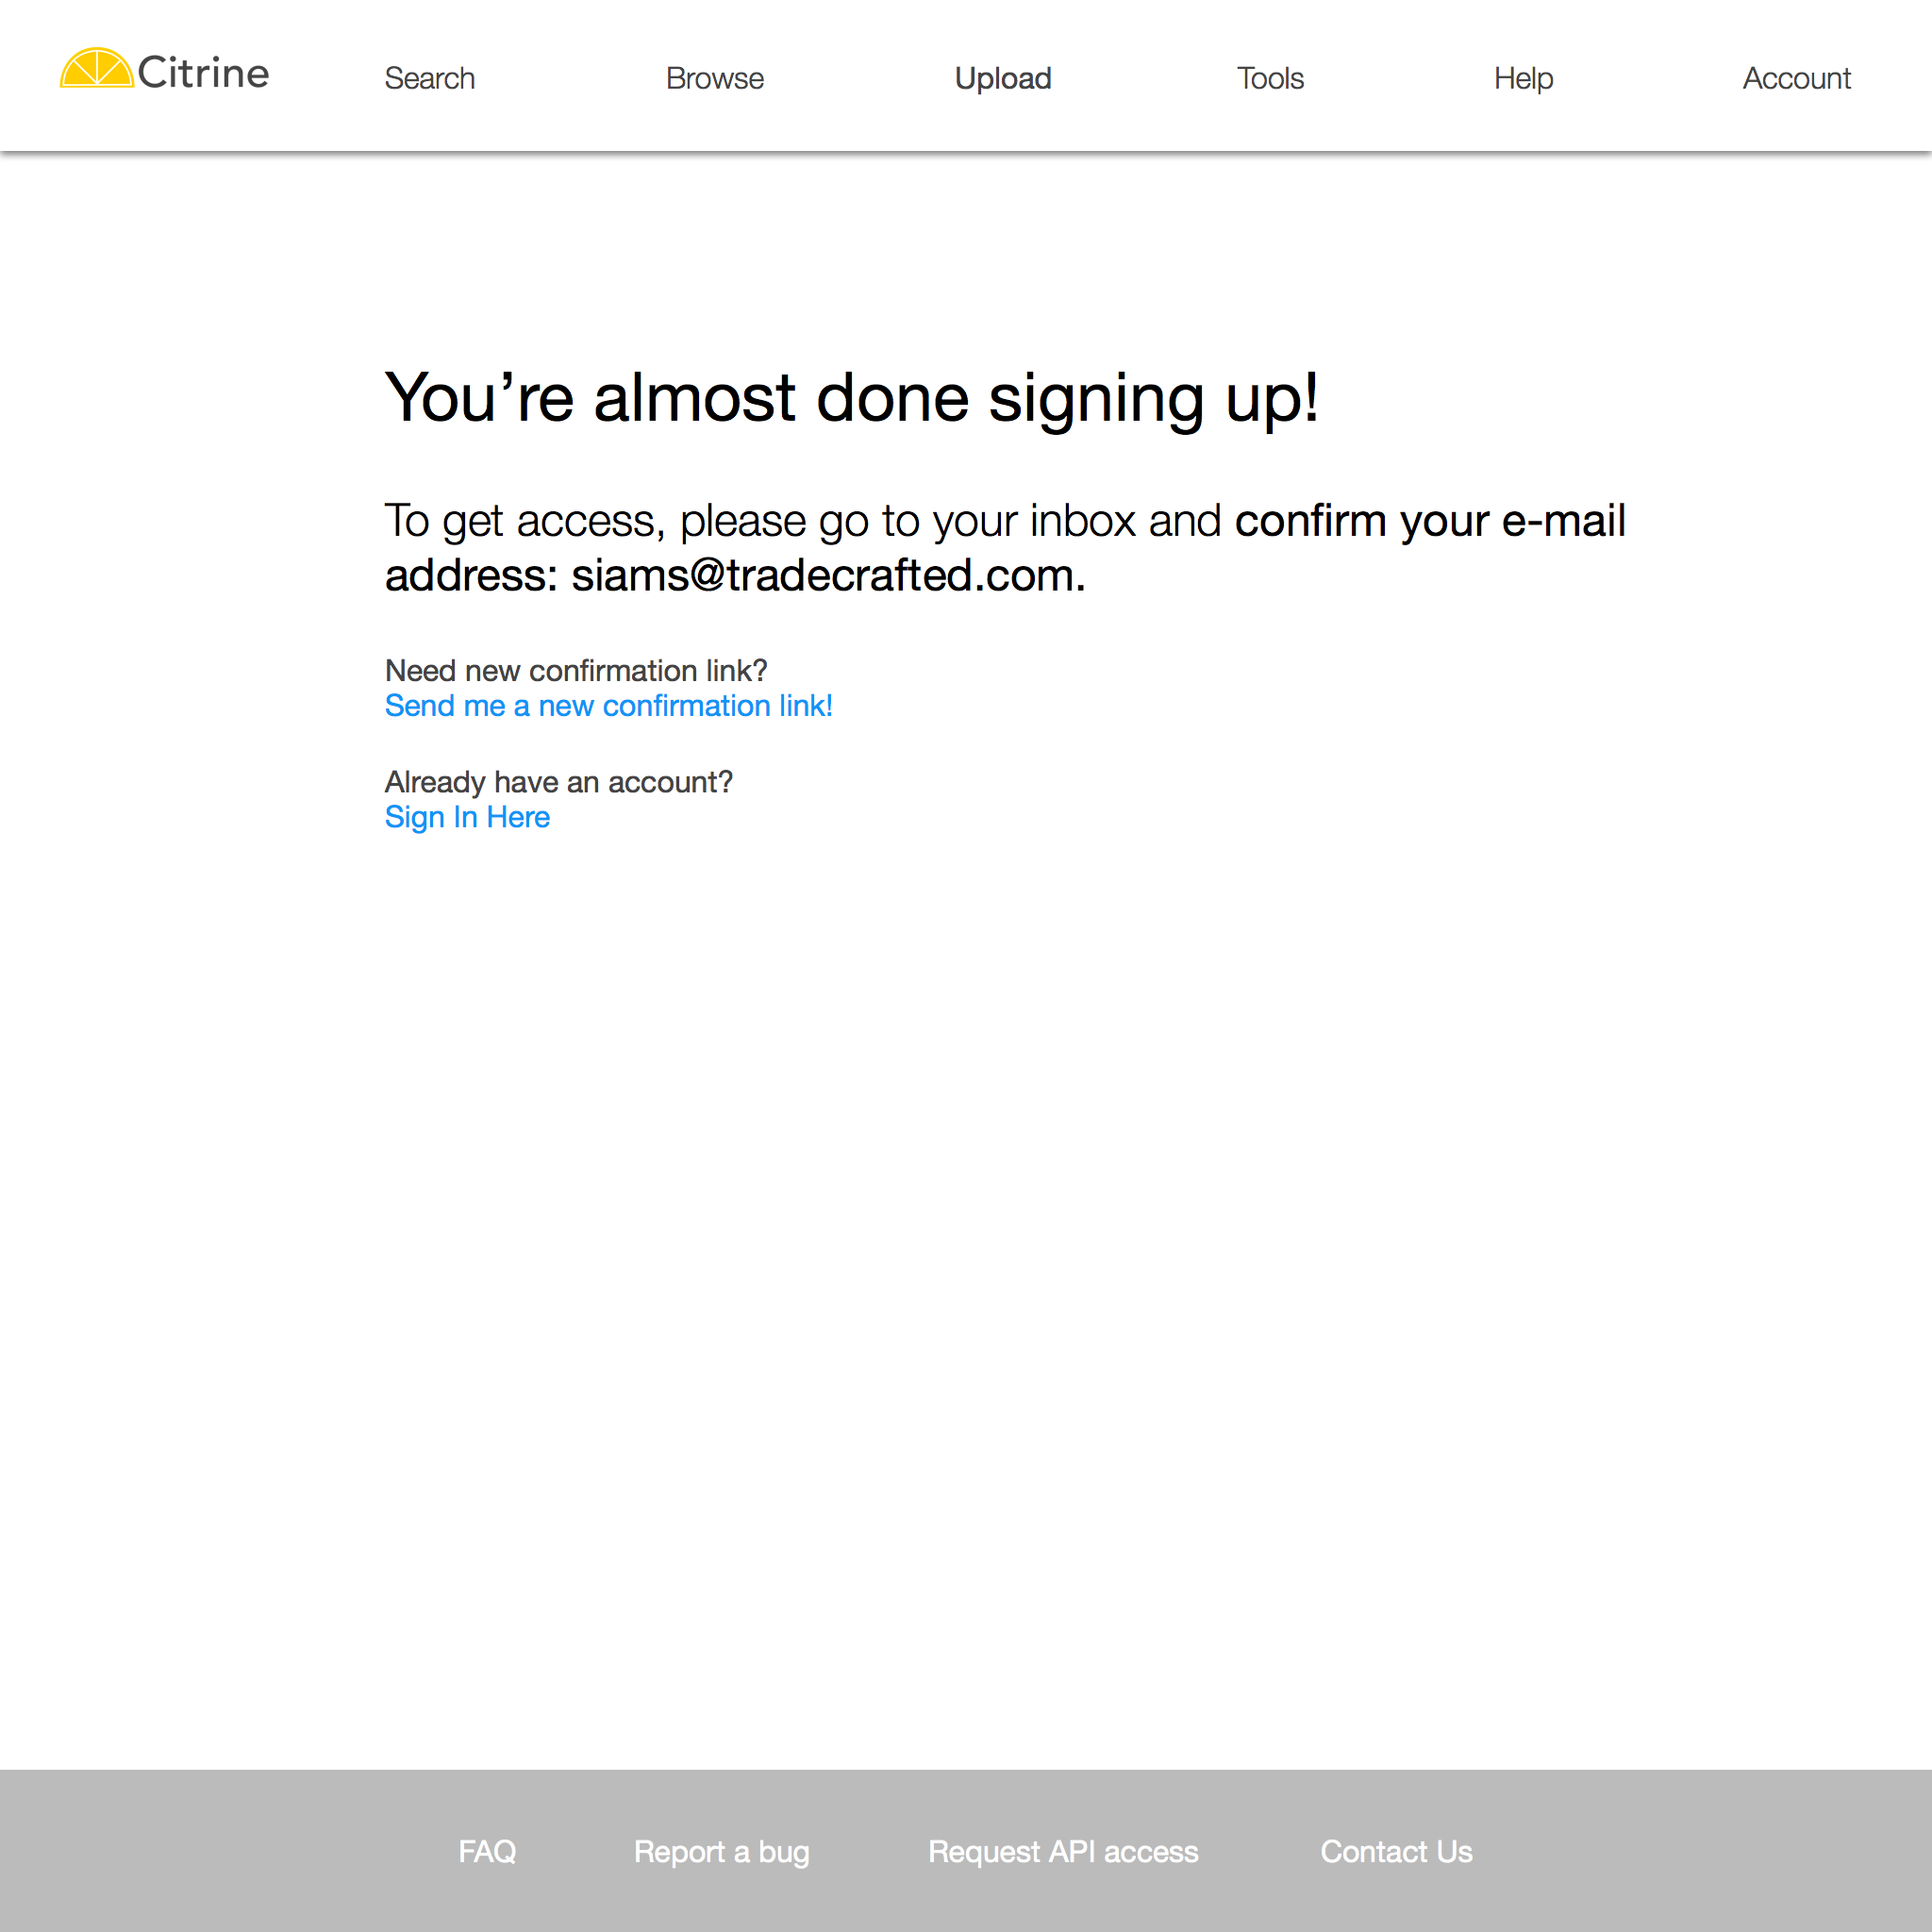 Citrine
Search Browse Upload Tools Help Account
You’re almost done signing up!
To get access, please go to your inbox and confirm your e-mail
address: siams@tradecrafted.com.
Need new confirmation link?
Send me a new confirmation link!
Already have an account?
Sign In Here
FAQ Report a bug Request API access Contact Us